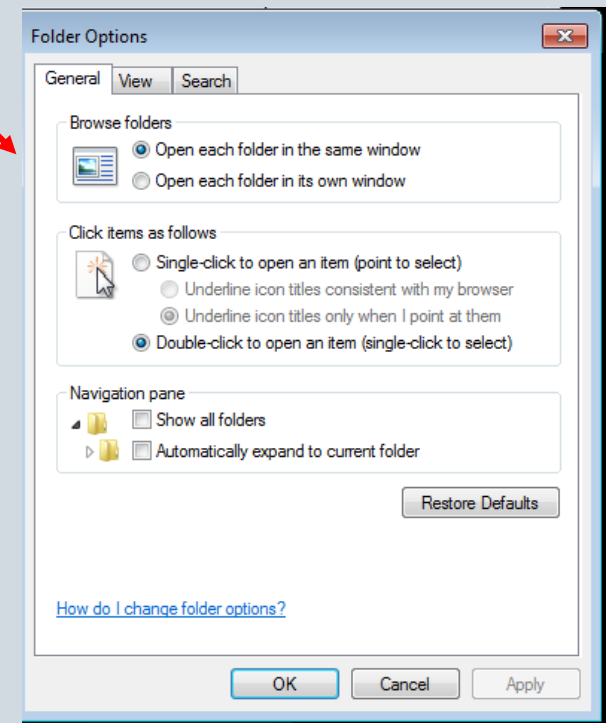 Folder Options
General View Search
Browse folders
Open each folder in the same window
Open each folder in its own window
Click items as follows
Single-click to open an item (point to select)
Underline icon titles consistent with my browser
Underline icon titles only when I point at them
Double-click to open an item (single-click to select)
Navigation pane
Show all folders
Automatically expand to current folder
Restore Defaults
How do I change folder options?
OK Cancel Apply